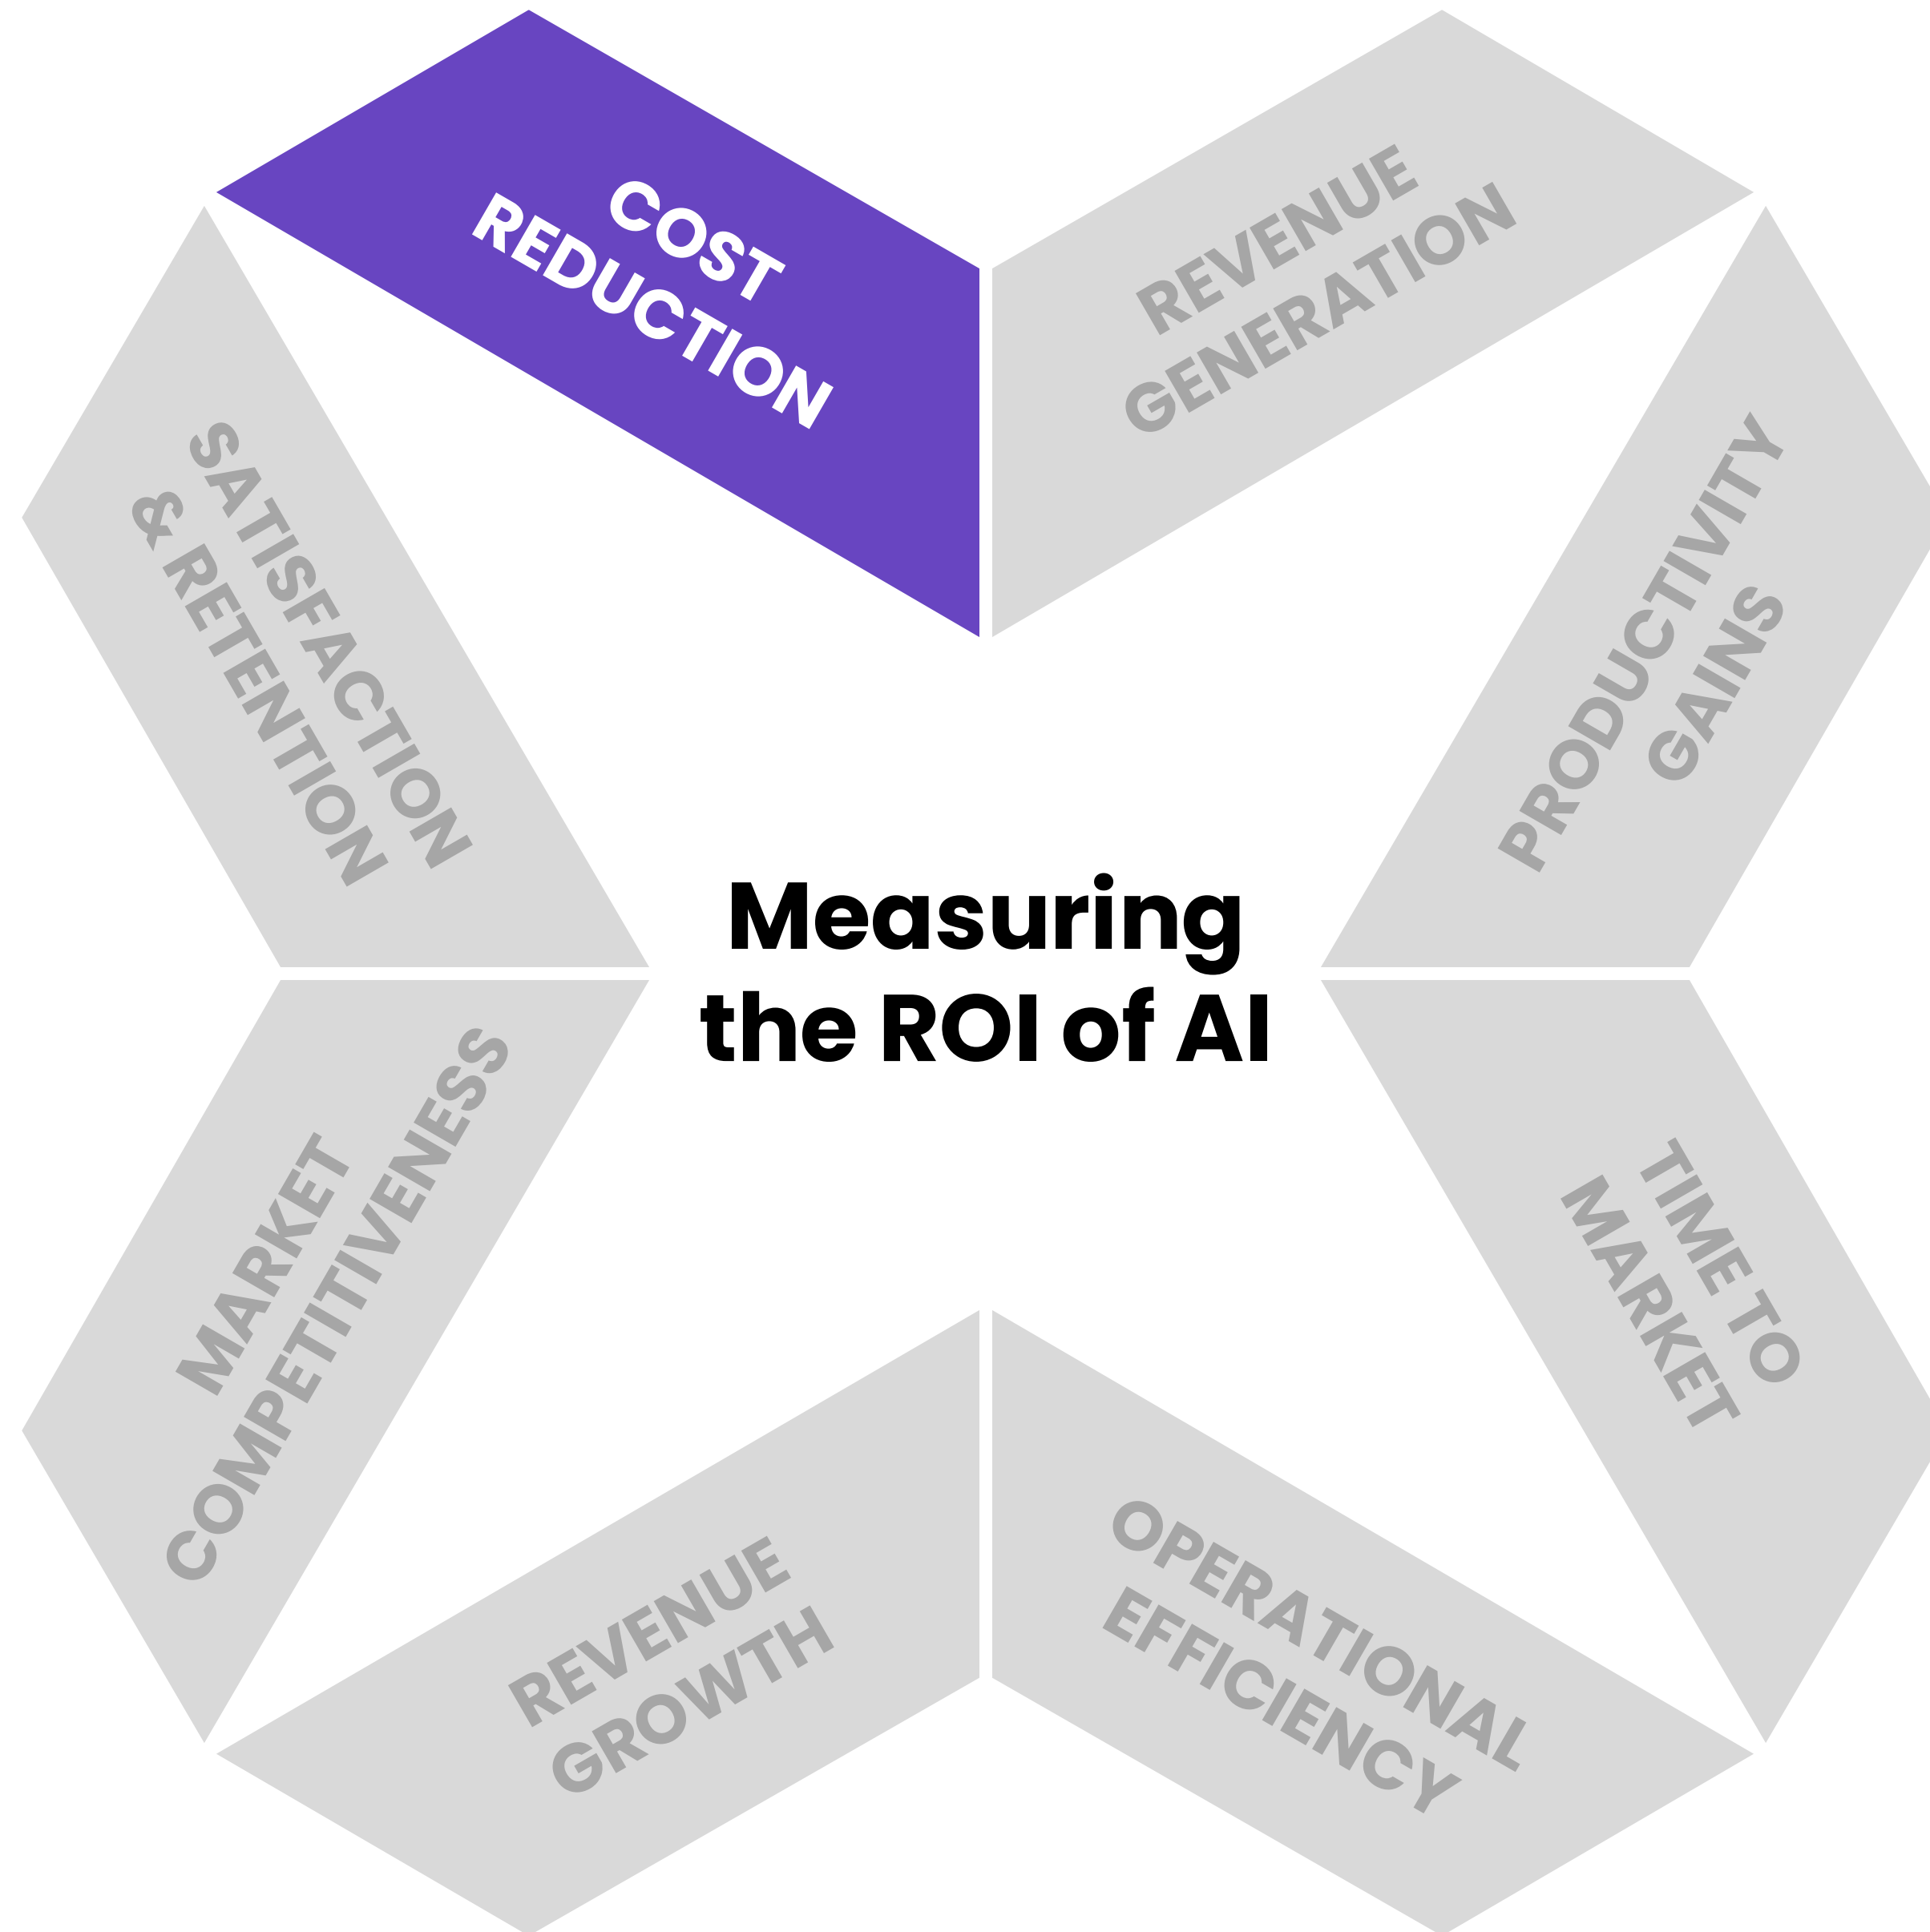 COST
REDUCTION
REVENUE
GENERATION
PRODUCTIVITY
GAINS
TIME TO
MARKET
OPERATIONAL
EFFICIENCY
REVENUE
GROWTH
MARKET
COMPETITIVENESS
SATISFACTION
& RETENTION
Measuring
the ROI of AI